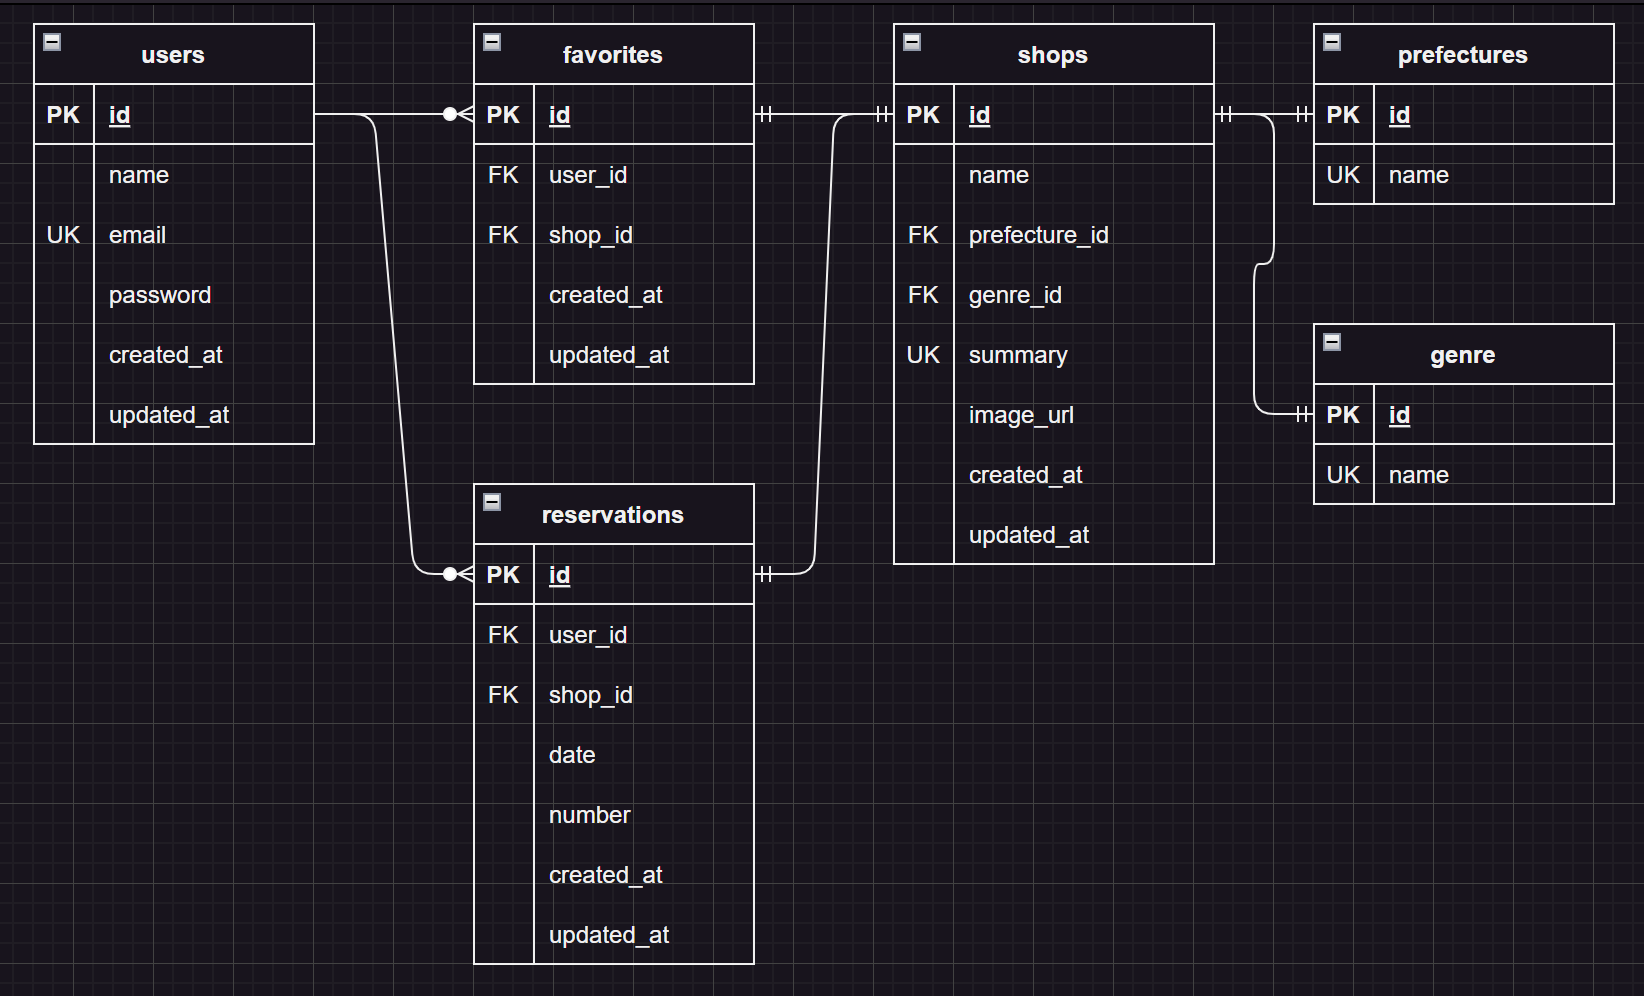 users
PK id
name
UK email
password
created_at
updated_at
favorites
PK id
FK user_id
FK shop_id
created_at
updated_at
reservations
PK id
FK user_id
FK shop_id
date
number
created_at
updated_at
shops
PK id
name
FK prefecture_id
FK genre_id
UK summary
image_url
created_at
updated_at
prefectures
PK id
UK name
genre
PK id
UK name